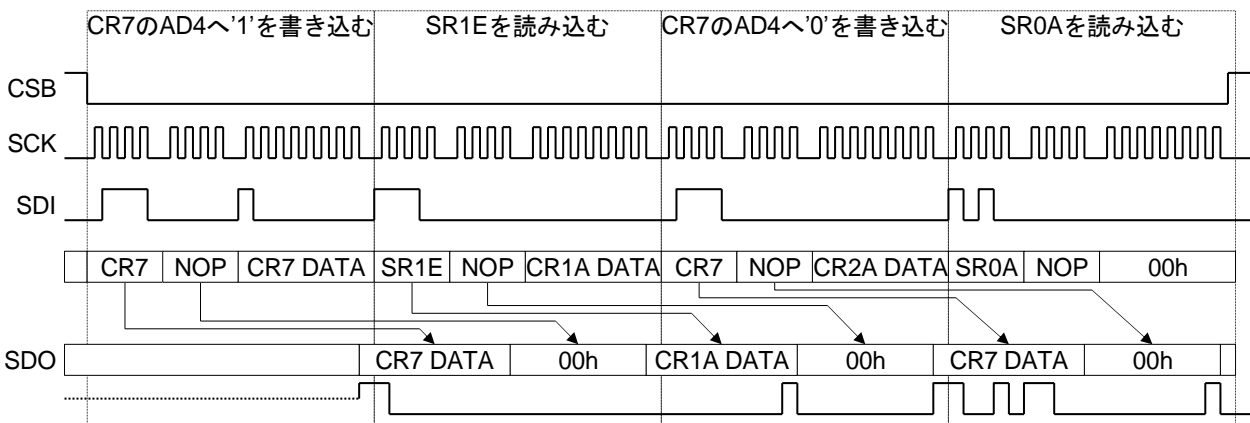 CR7のAD4へ'1'を書き込む SR1Eを読み込む CR7のAD4へ'0'を書き込む SR0Aを読み込む
CSB
SCK
SDI
CR7 NOP CR7 DATA SR1E NOP CR1A DATA CR7 NOP CR2A DATA SR0A NOP 00h
SDO CR7 DATA 00h CR1A DATA 00h CR7 DATA 00h